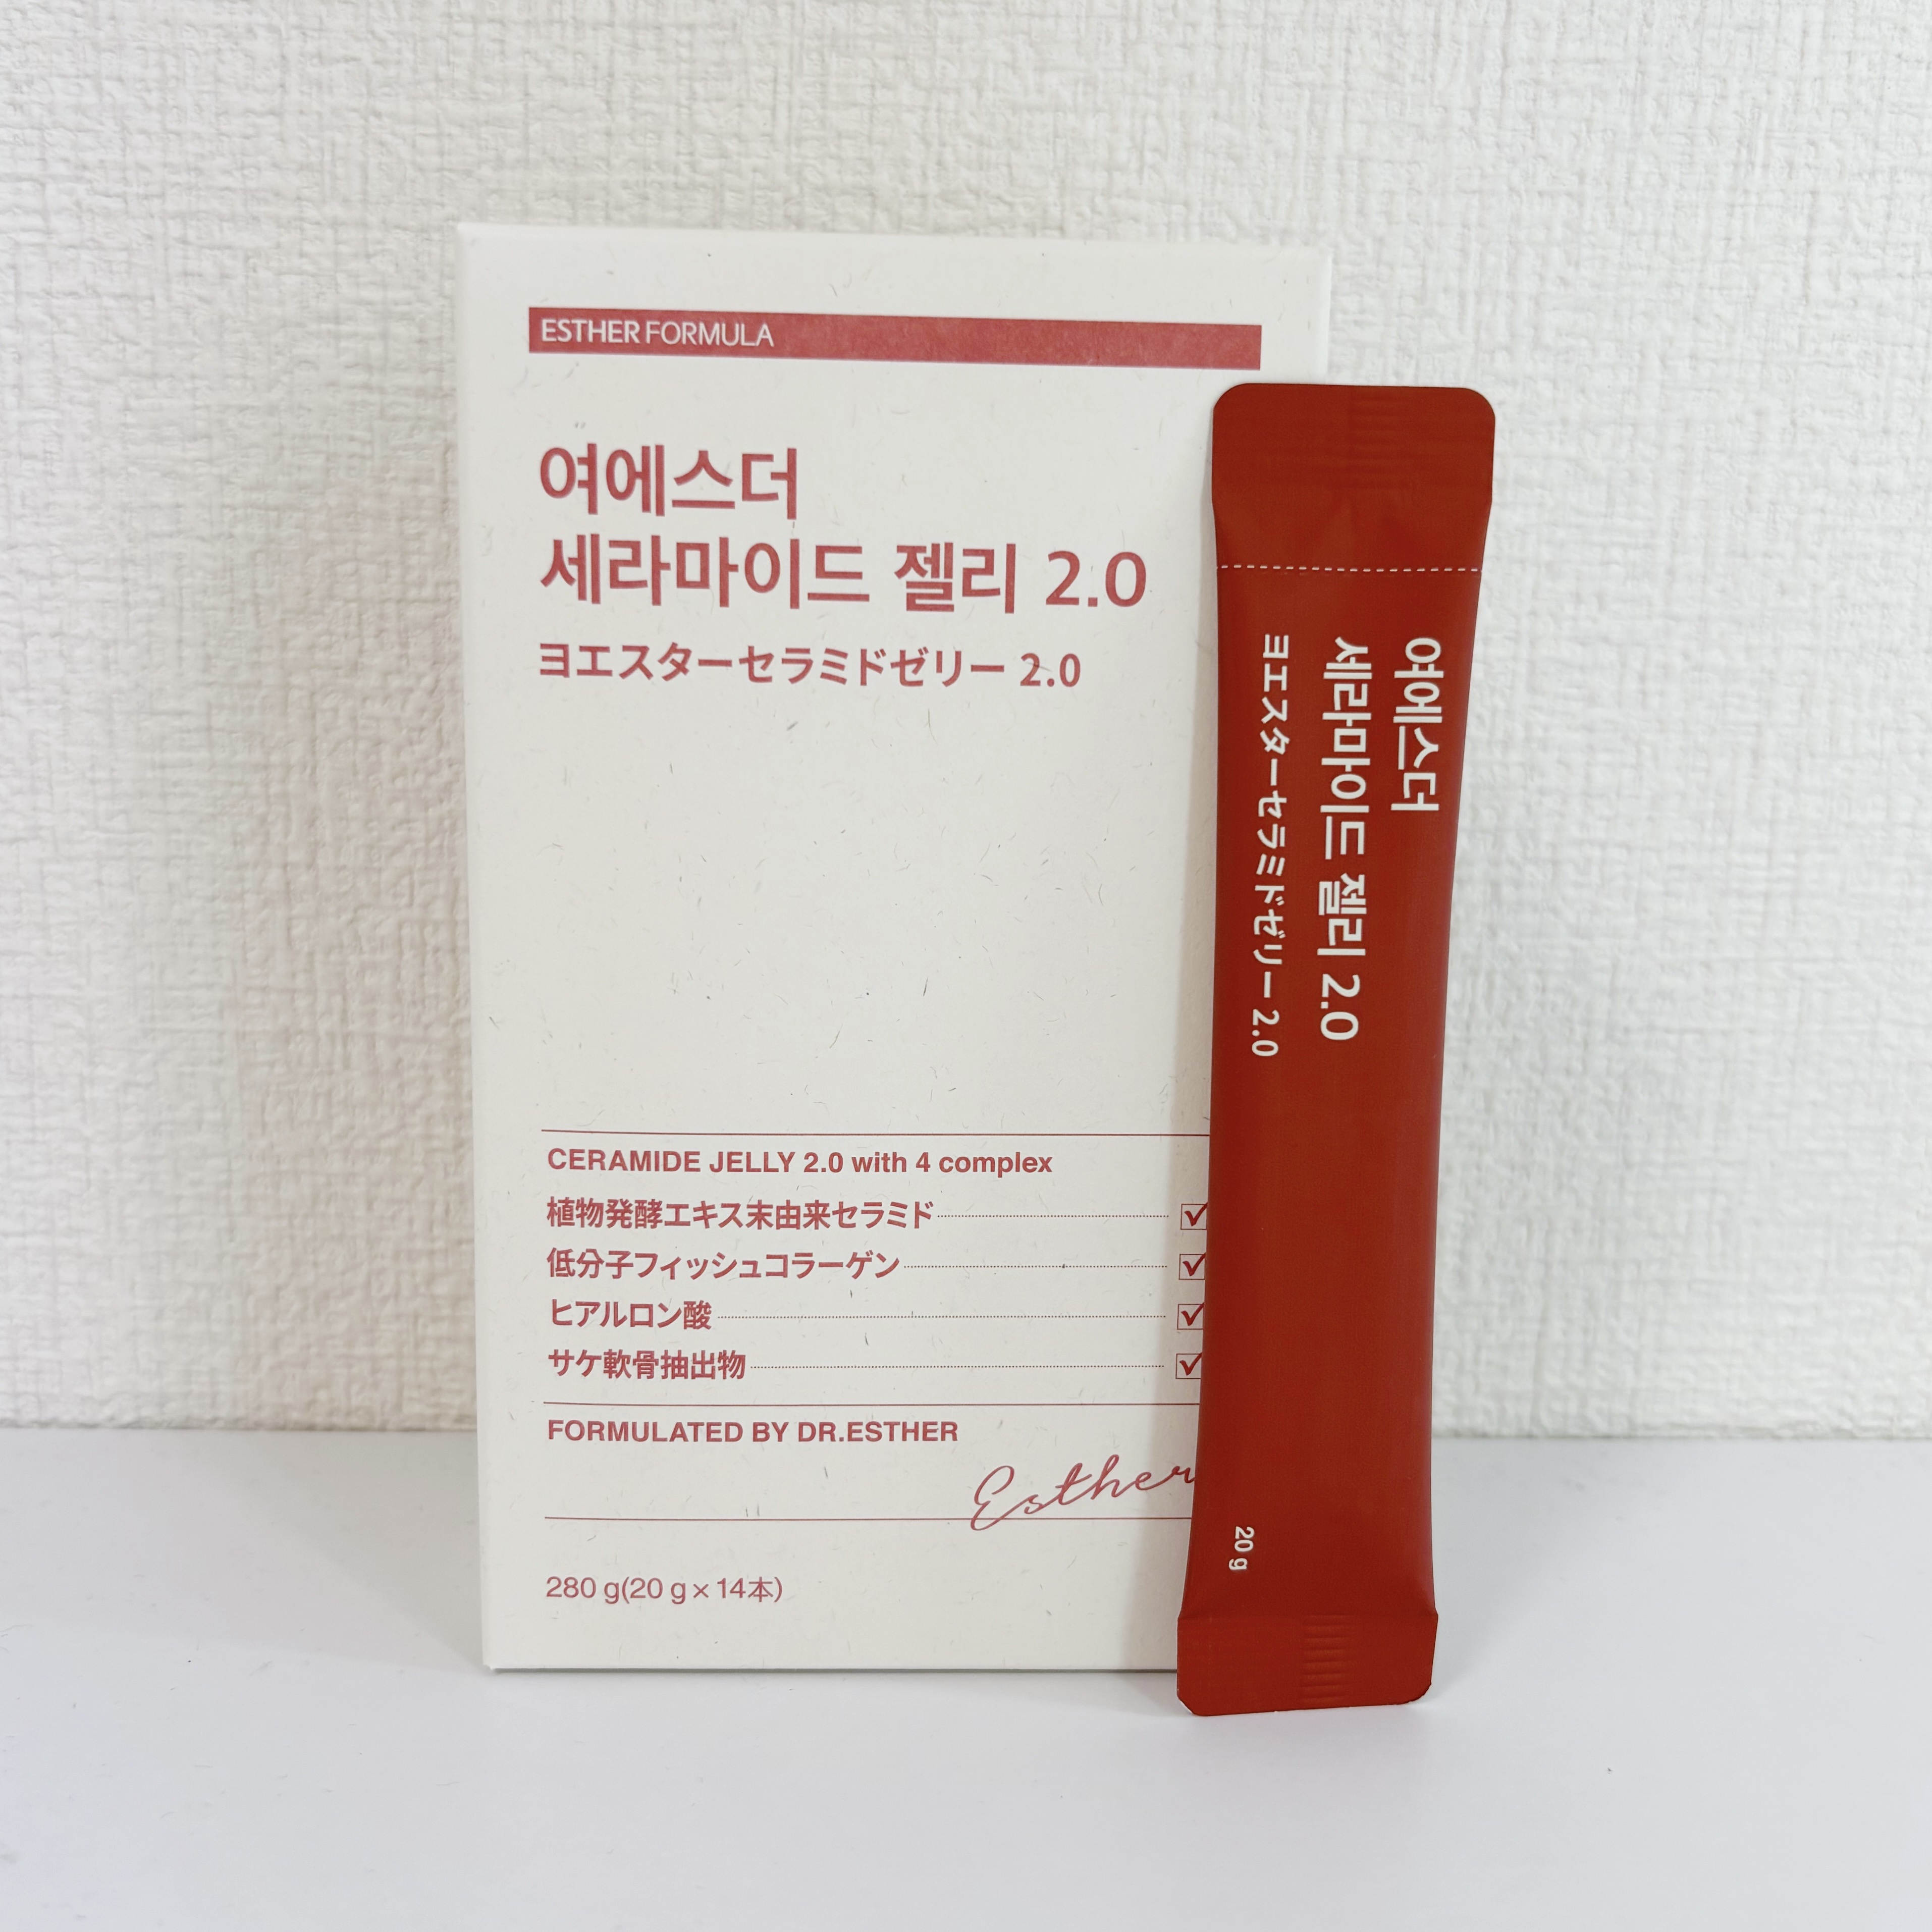 ESTHER FORMULA
여에스더
세라마이드 젤리 2.0
ヨエスターセラミドゼリー 2.0
CERAMIDE JELLY 2.0 with 4 complex
植物発酵エキス末由来セラミド
低分子フィッシュコラーゲン
ヒアルロン酸
サケ軟骨抽出物
FORMULATED BY DR.ESTHER
Esther
280 g(20 g × 14本)
여에스더
세라마이드 젤리 2.0
ヨエスターセラミドゼリー 2.0
20 g